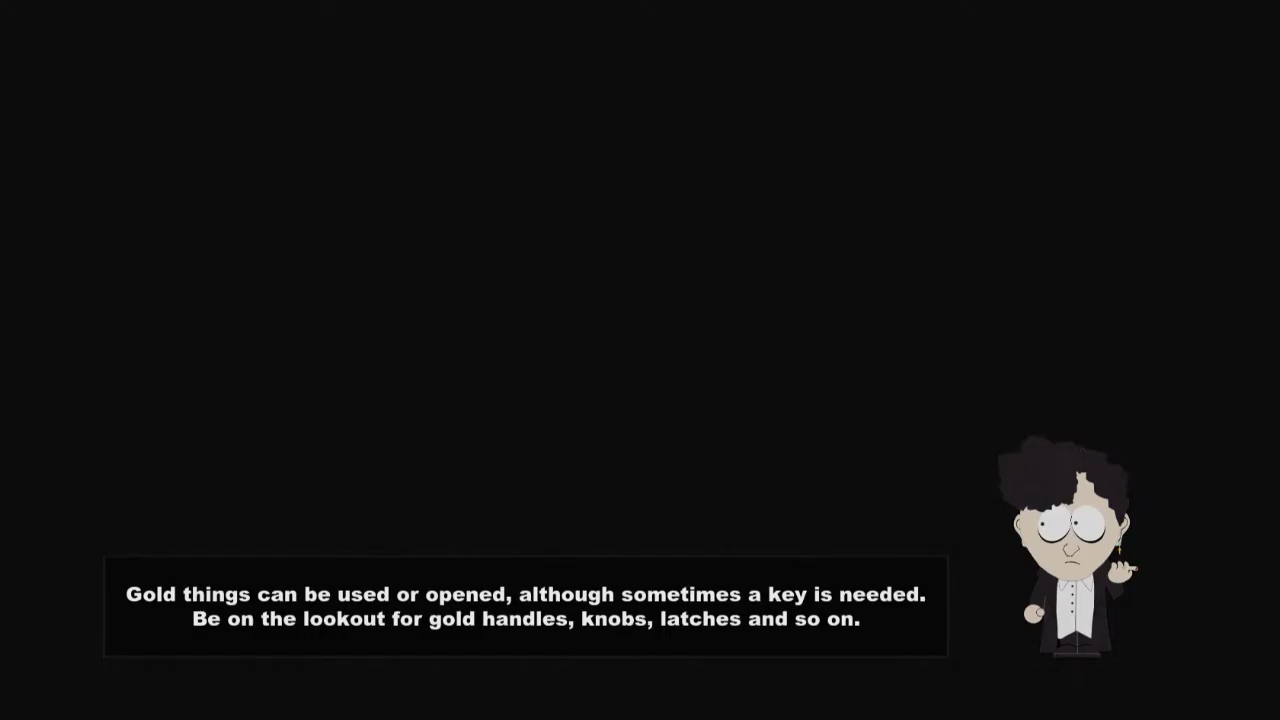 Gold things can be used or opened, although sometimes a key is needed.
Be on the lookout for gold handles, knobs, latches and so on.